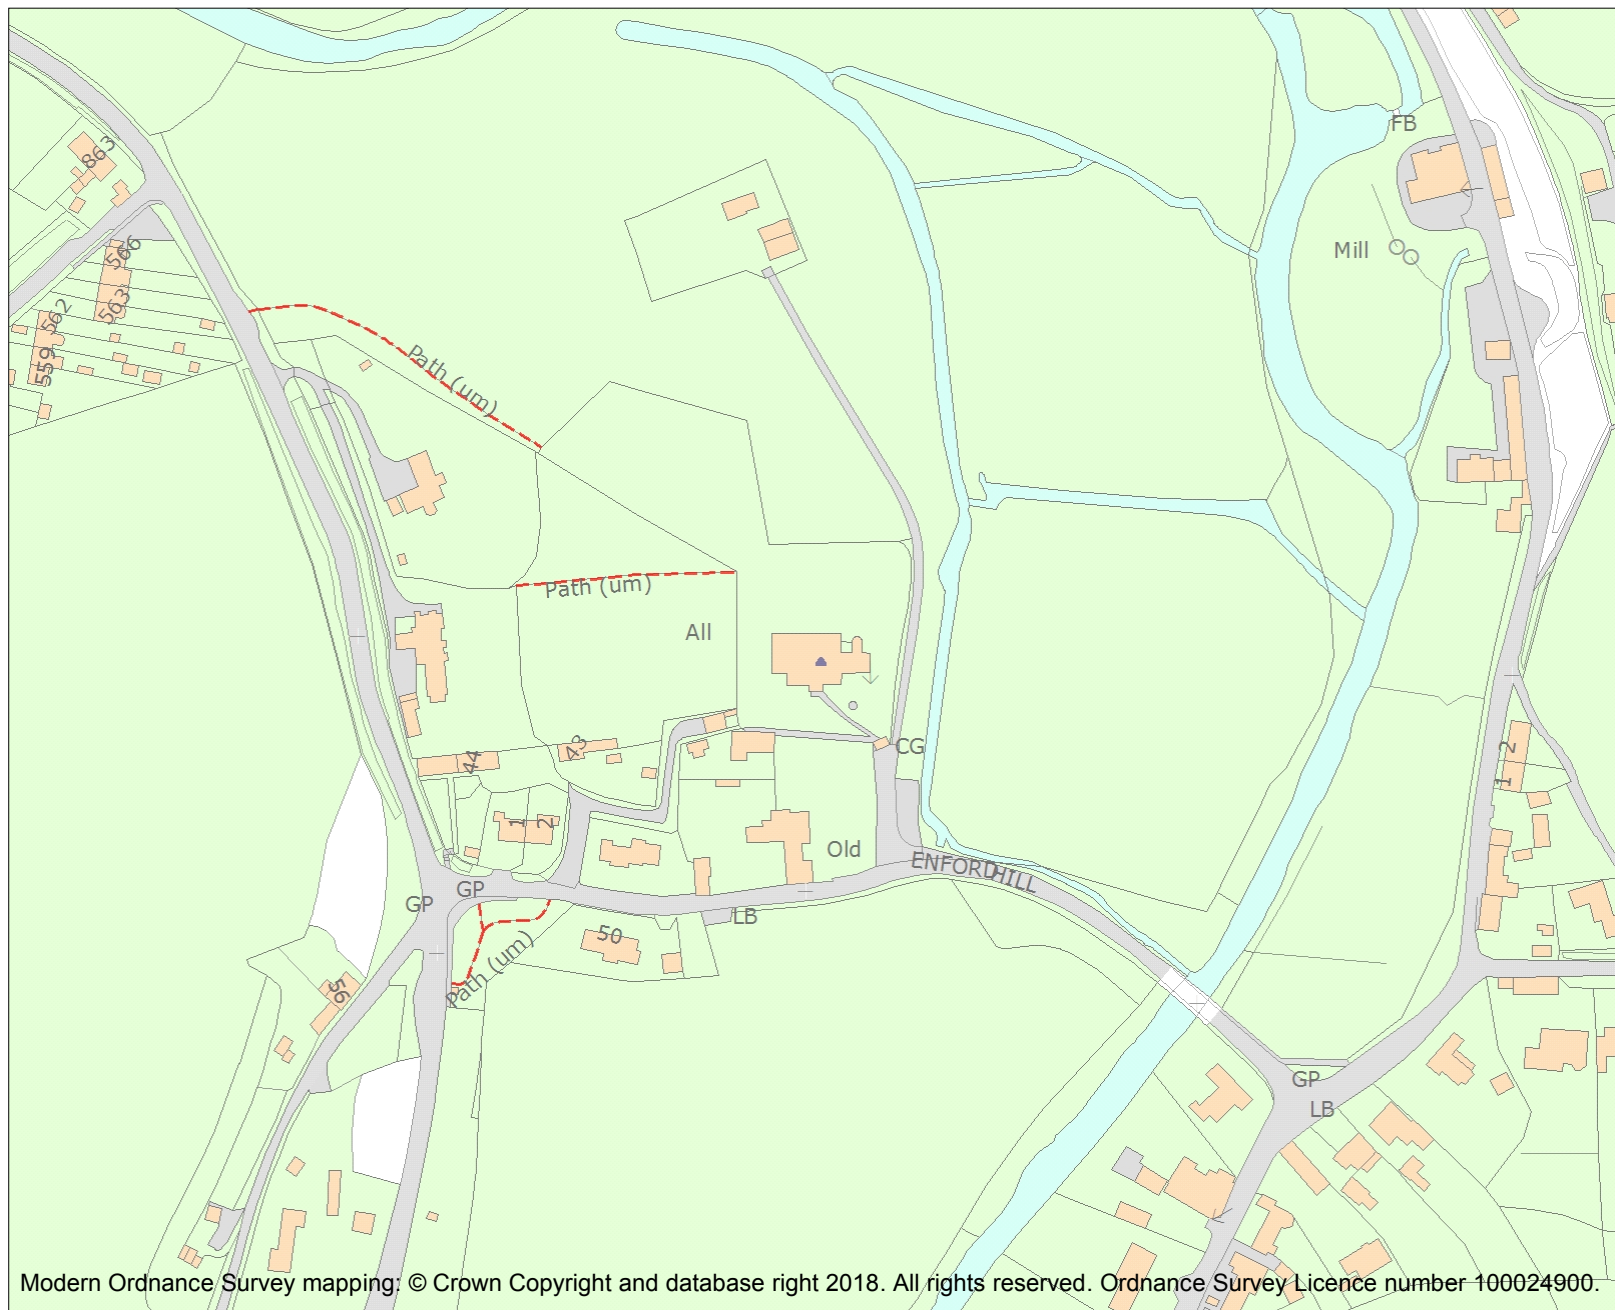 FB
863
Mill
566
563
562
559
Path (um)
Path (um)
All
CG
44
43
1
2
1 2
Old
ENFORDHILL
GP
GP
LB
50
Path (um)
56
GP
LB
Modern Ordnance Survey mapping: © Crown Copyright and database right 2018. All rights reserved. Ordnance Survey Licence number 100024900.